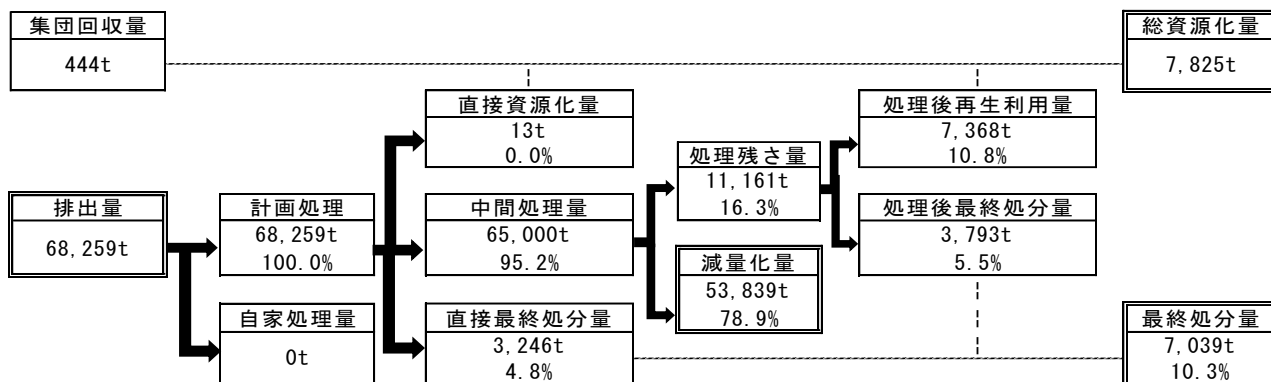 集団回収量
444t
総資源化量
7,825t
直接資源化量
13t
0.0%
処理後再生利用量
7,368t
10.8%
処理残さ量
11,161t
16.3%
排出量
68,259t
計画処理
68,259t
100.0%
中間処理量
65,000t
95.2%
処理後最終処分量
3,793t
5.5%
減量化量
53,839t
78.9%
自家処理量
0t
直接最終処分量
3,246t
4.8%
最終処分量
7,039t
10.3%